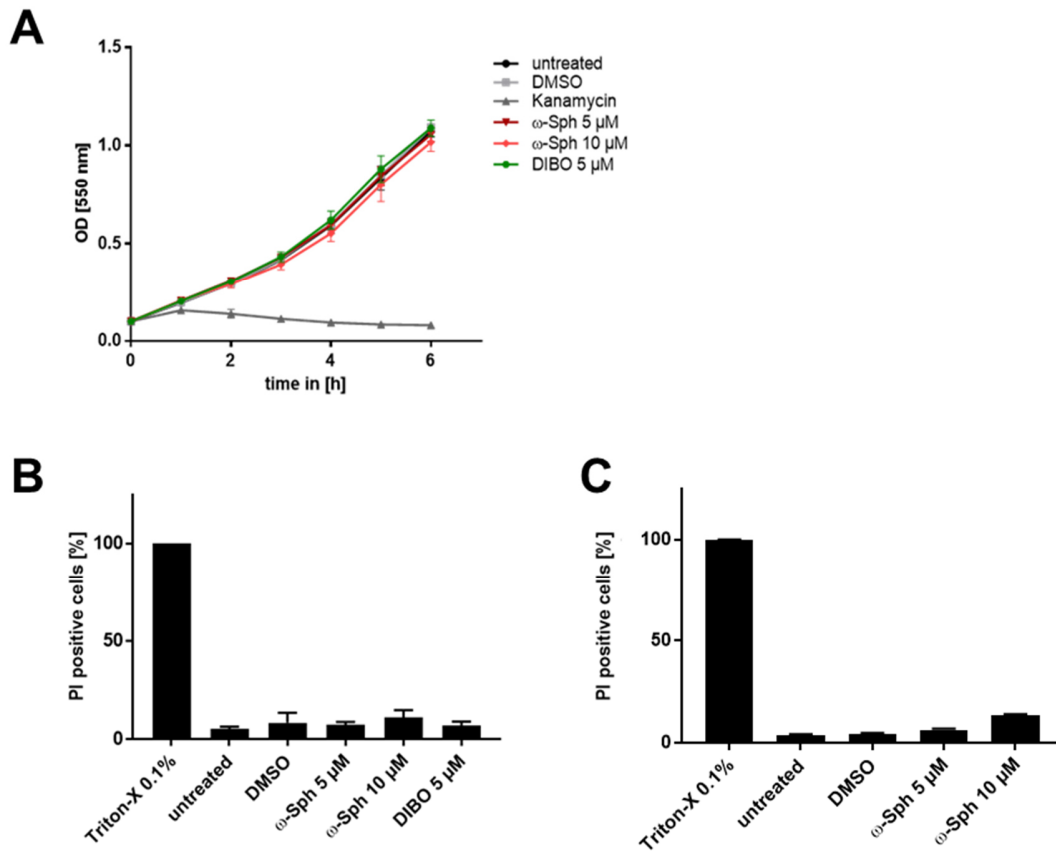 A
1.5
1.0
0.5
0.0
OD [550 nm]
0
2
4
6
time in [h]
untreated
DMSO
Kanamycin
ω-Sph 5 µM
ω-Sph 10 µM
DIBO 5 µM
B
100
50
0
PI positive cells [%]
Triton-X 0.1%
untreated
DMSO
ω-Sph 5 µM
ω-Sph 10 µM
DIBO 5 µM
C
100
50
0
PI positive cells [%]
Triton-X 0.1%
untreated
DMSO
ω-Sph 5 µM
ω-Sph 10 µM